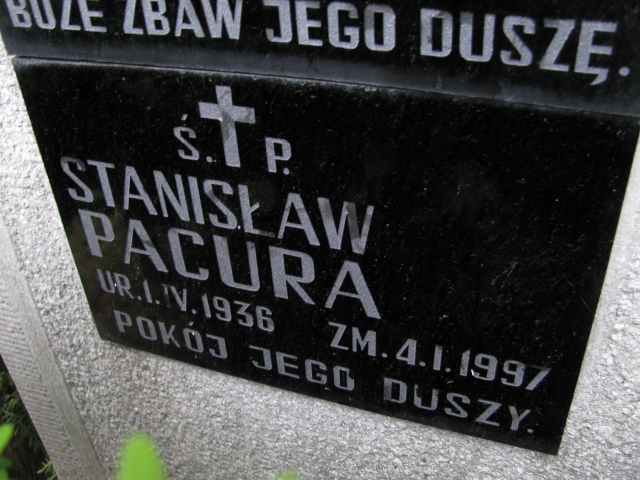 BOŻE ZBAW JEGO DUSZĘ.
Ś. P.
STANISŁAW
PACURA
UR. 1. IV. 1936 ZM. 4. I. 1997
POKÓJ JEGO DUSZY.